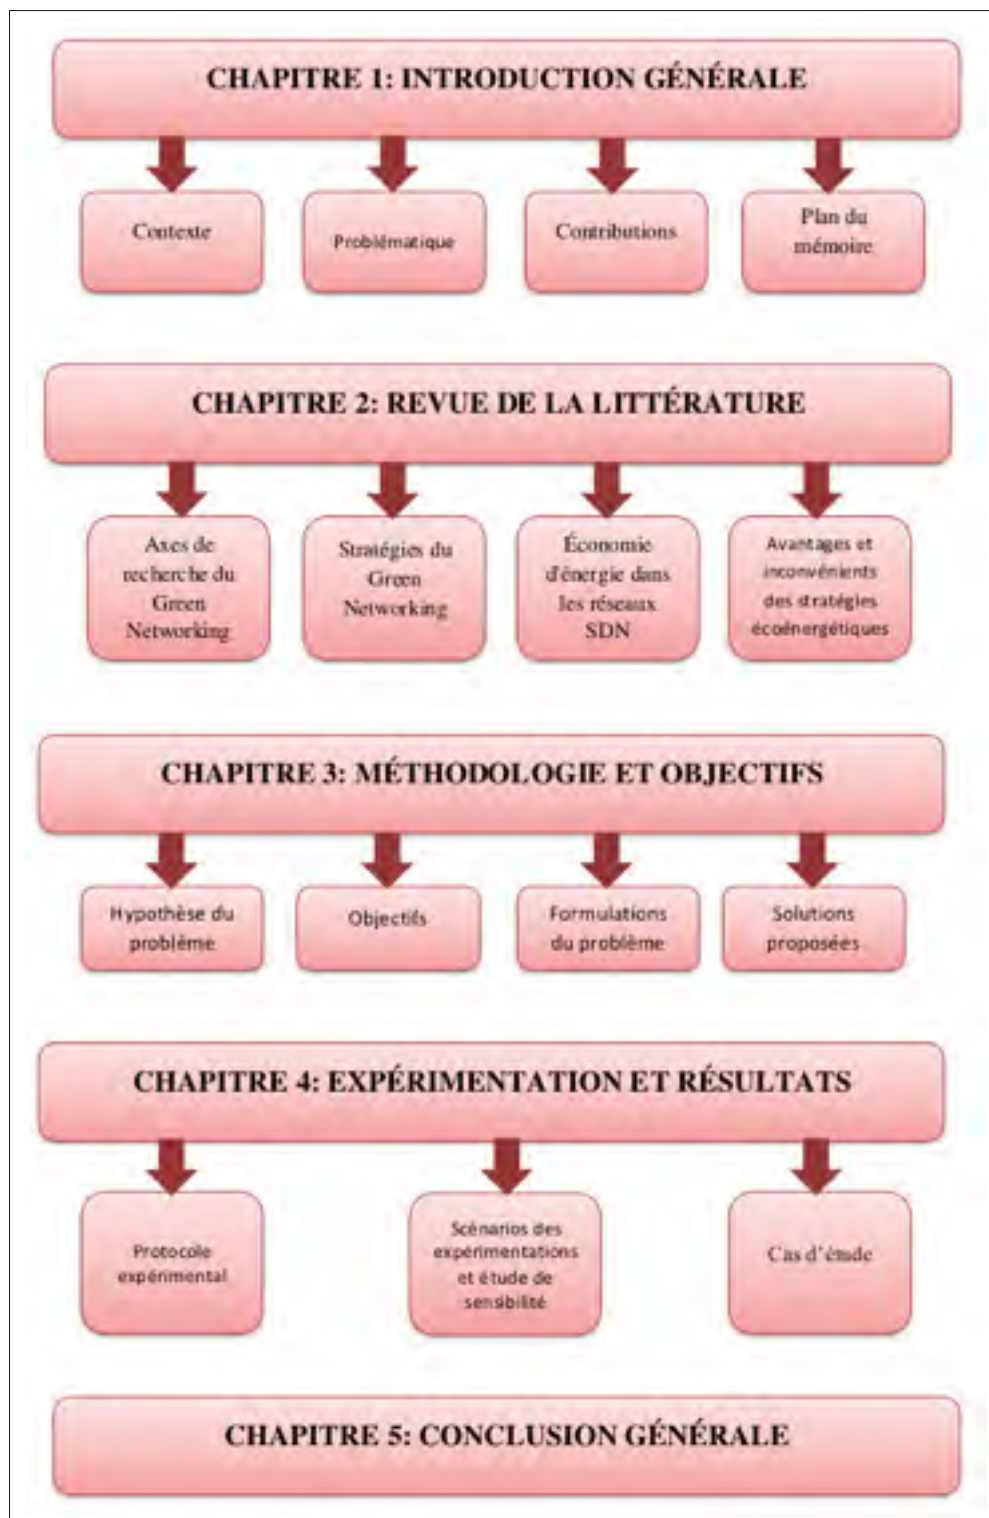 CHAPITRE 1: INTRODUCTION GÉNÉRALE
Contexte
Problématique
Contributions
Plan du
mémoire
CHAPITRE 2: REVUE DE LA LITTÉRATURE
Axes de
recherche du
Green
Networking
Stratégies du
Green
Networking
Économie
d'énergie dans
les réseaux
SDN
Avantages et
inconvénients
des stratégies
écoénergétiques
CHAPITRE 3: MÉTHODOLOGIE ET OBJECTIFS
Hypothèse du
problème
Objectifs
Formulations
du problème
Solutions
proposées
CHAPITRE 4: EXPÉRIMENTATION ET RÉSULTATS
Protocole
expérimental
Scénarios des
expérimentations
et étude de
sensibilité
Cas d'étude
CHAPITRE 5: CONCLUSION GÉNÉRALE